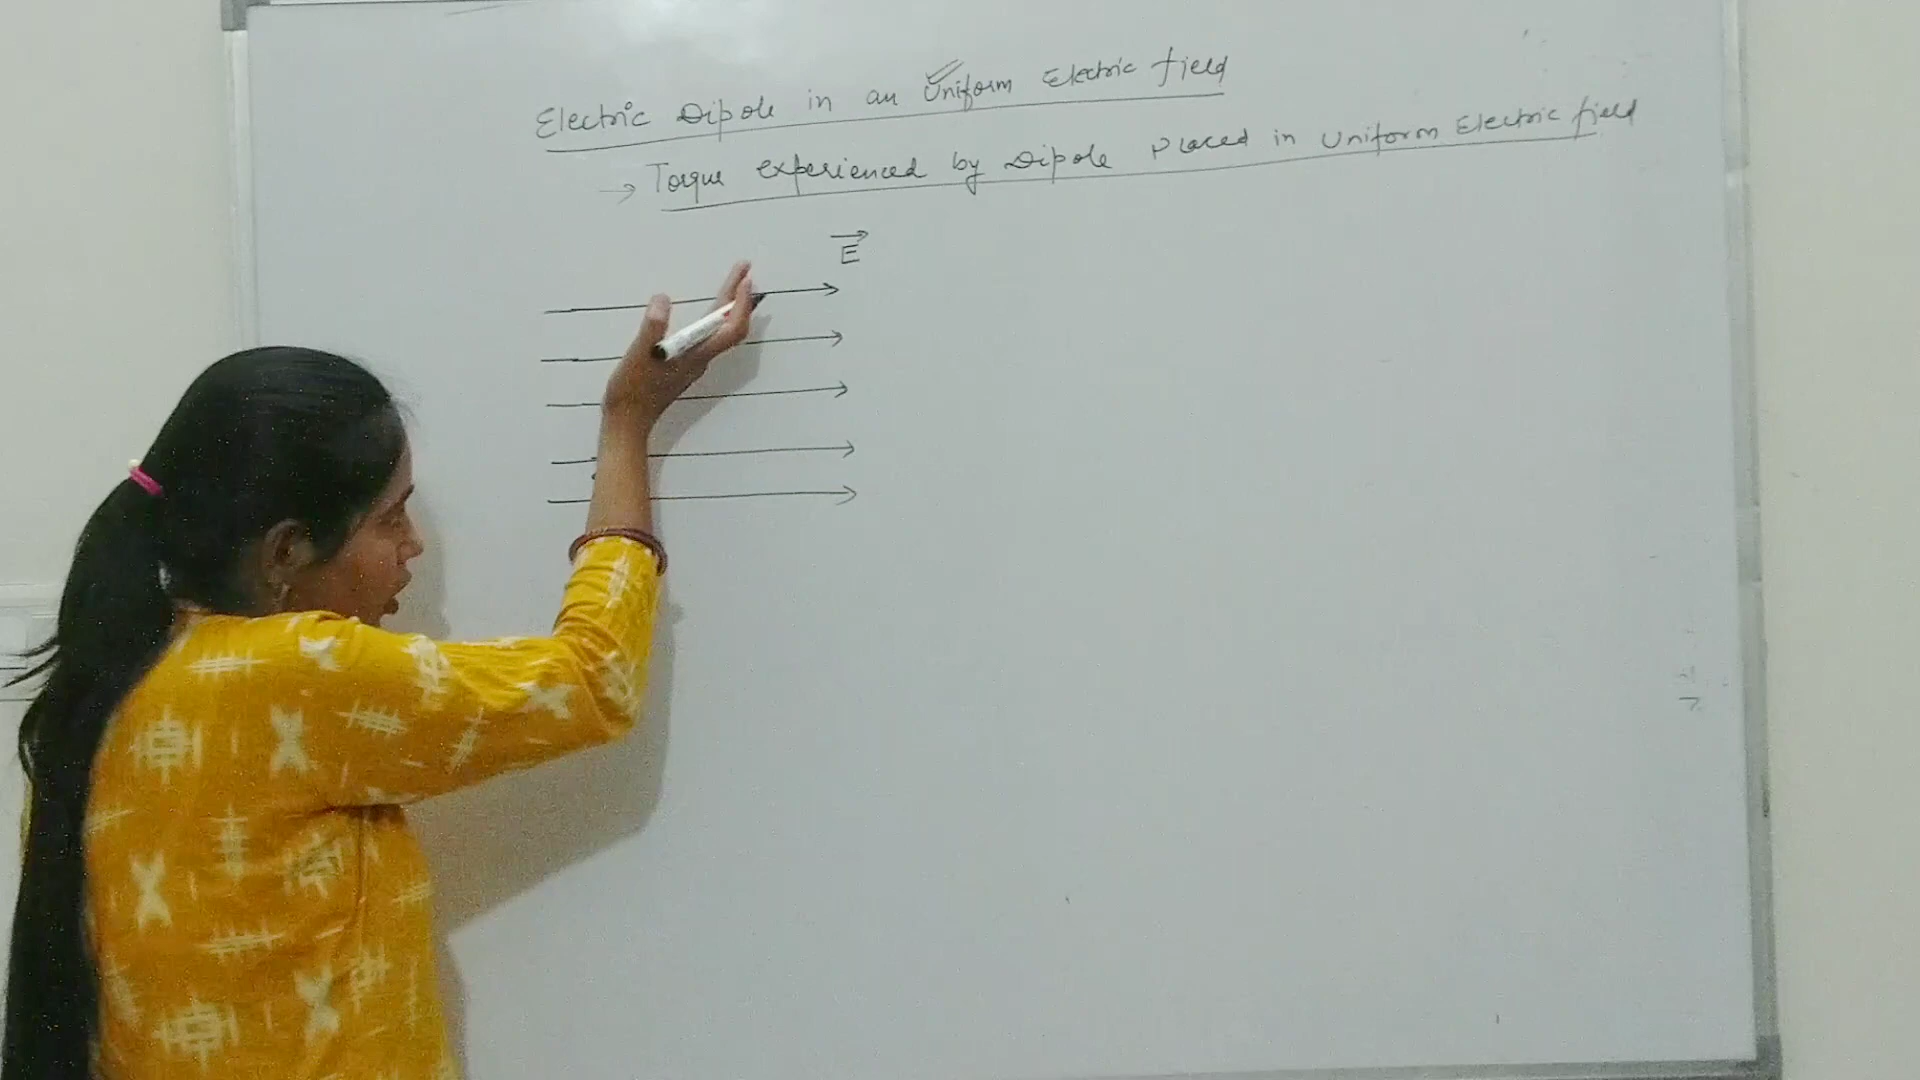 Electric Dipole in an Uniform Electric field
→ Torque experienced by Dipole Placed in Uniform Electric field
E